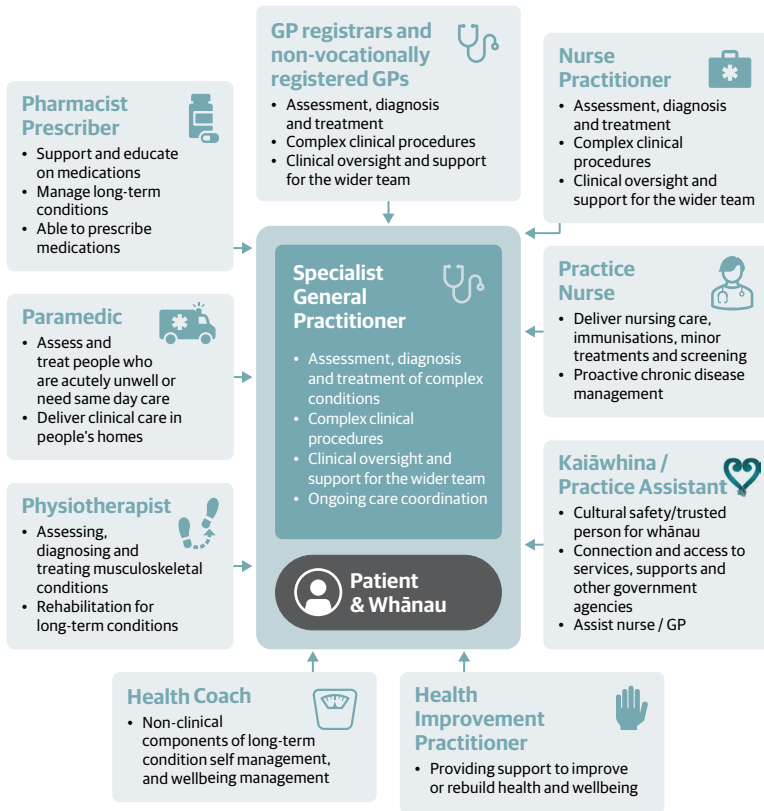 GP registrars and
non-vocationally
registered GPs
• Assessment, diagnosis
and treatment
• Complex clinical procedures
• Clinical oversight and support
for the wider team
Nurse
Practitioner
• Assessment, diagnosis
and treatment
• Complex clinical
procedures
• Clinical oversight and
support for the wider team
Pharmacist
Prescriber
• Support and educate
on medications
• Manage long-term
conditions
• Able to prescribe
medications
Specialist
General
Practitioner
• Assessment, diagnosis
and treatment of complex
conditions
• Complex clinical
procedures
• Clinical oversight and
support for the wider team
• Ongoing care coordination
Practice
Nurse
• Deliver nursing care,
immunisations, minor
treatments and screening
• Proactive chronic disease
management
Paramedic
• Assess and
treat people who
are acutely unwell or
need same day care
• Deliver clinical care in
people's homes
Kaiāwhina /
Practice Assistant
• Cultural safety/trusted
person for whānau
• Connection and access to
services, supports and
other government
agencies
• Assist nurse / GP
Physiotherapist
• Assessing,
diagnosing and
treating musculoskeletal
conditions
• Rehabilitation for
long-term conditions
Patient
& Whānau
Health Coach
• Non-clinical
components of long-term
condition self management,
and wellbeing management
Health
Improvement
Practitioner
• Providing support to improve
or rebuild health and wellbeing